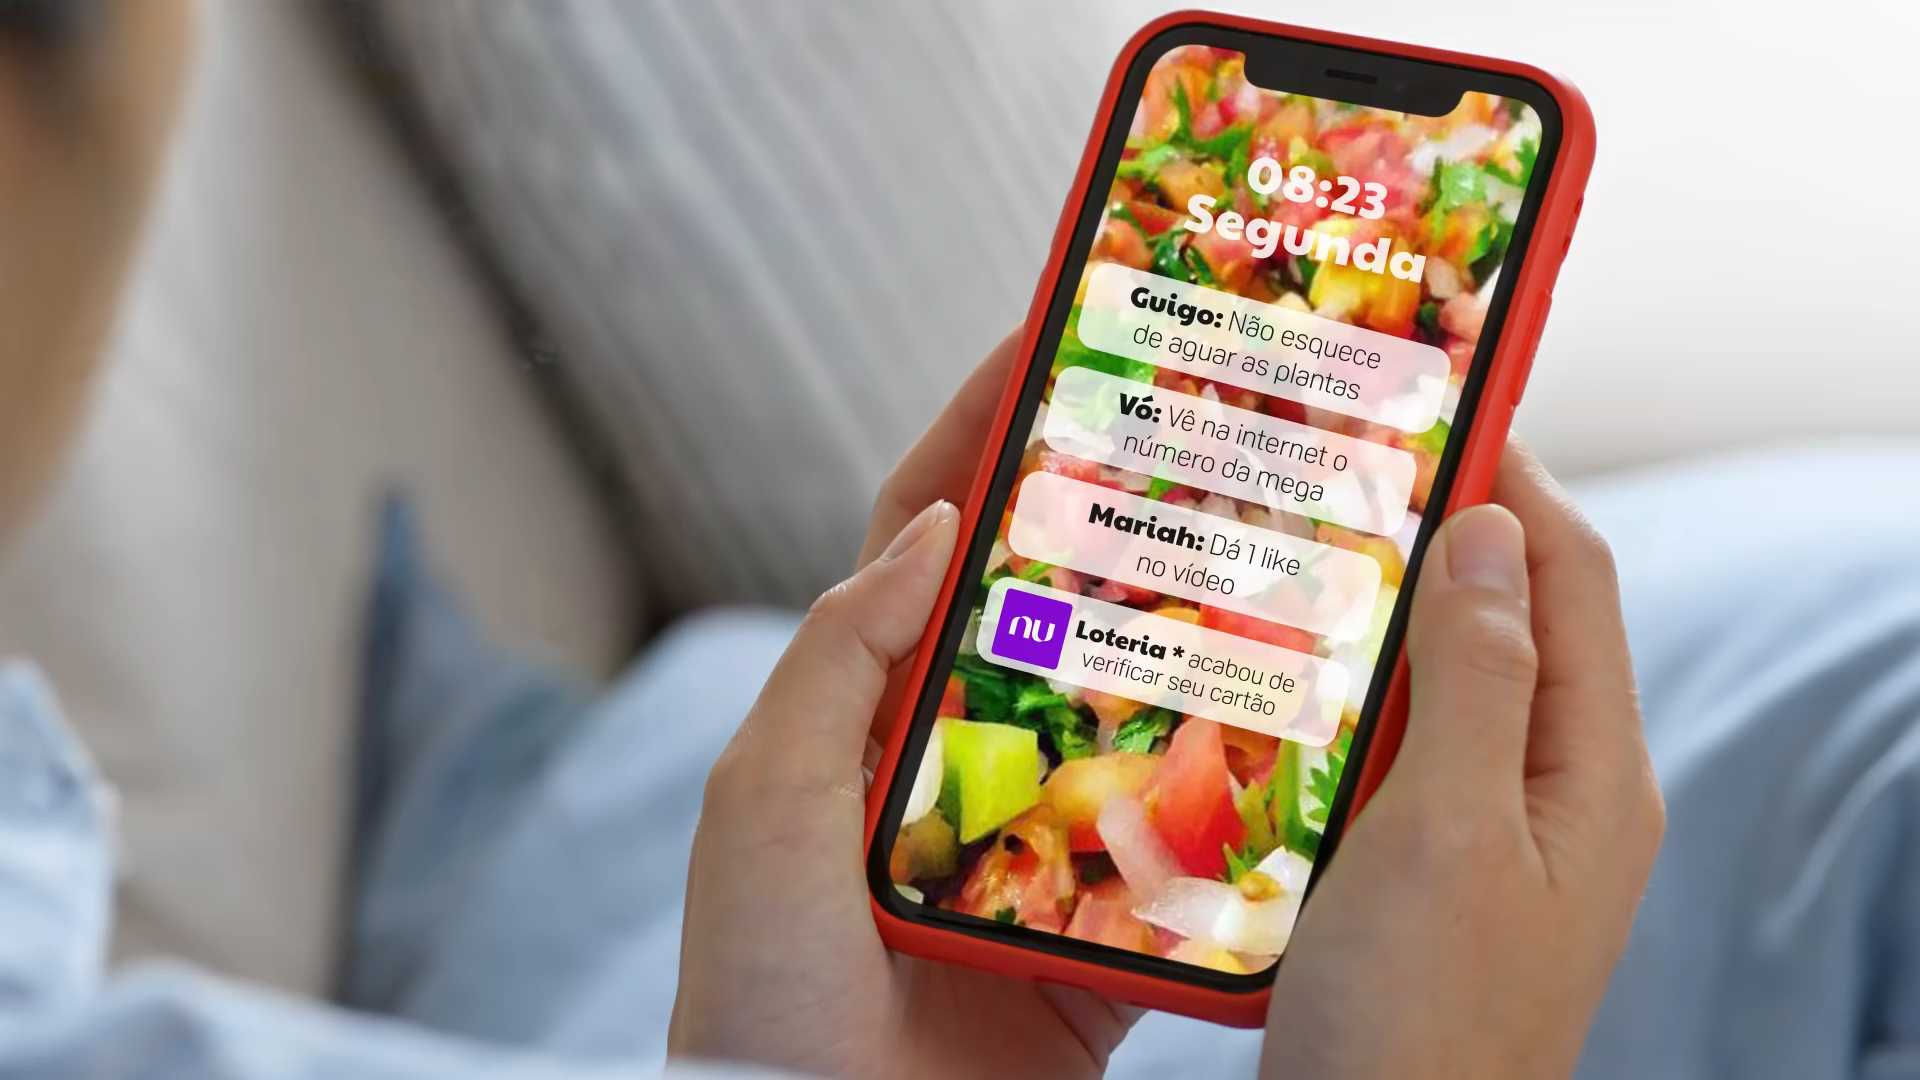 08:23
Segunda
Guigo: Não esquece
de aguar as plantas
Vó: Vê na internet o
número da mega
Mariah: Dá 1 like
no vídeo
nu
Loteria * acabou de
verificar seu cartão